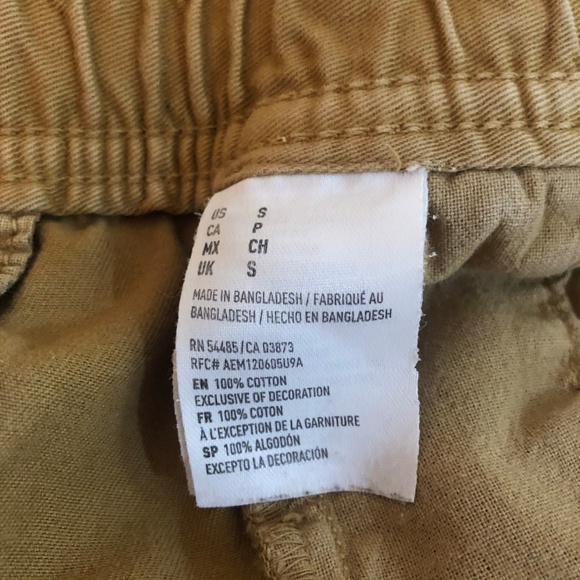 US S
CA P
MX CH
UK S
MADE IN BANGLADESH / FABRIQUÉ AU
BANGLADESH / HECHO EN BANGLADESH
RN 54485 / CA 03873
RFC# AEM120605U9A
EN 100% COTTON
EXCLUSIVE OF DECORATION
FR 100% COTON
À L'EXCEPTION DE LA GARNITURE
SP 100% ALGODÓN
EXCEPTO LA DECORACIÓN